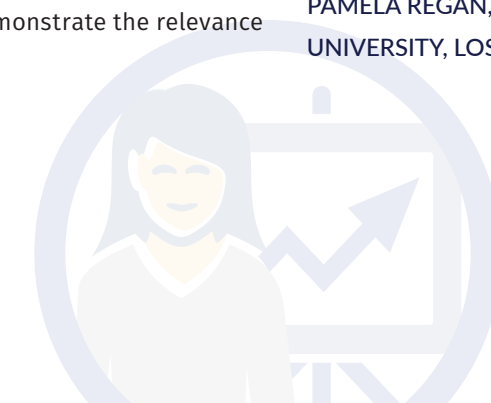 monstrate the relevance
PAMELA REGAN,
UNIVERSITY, LOS